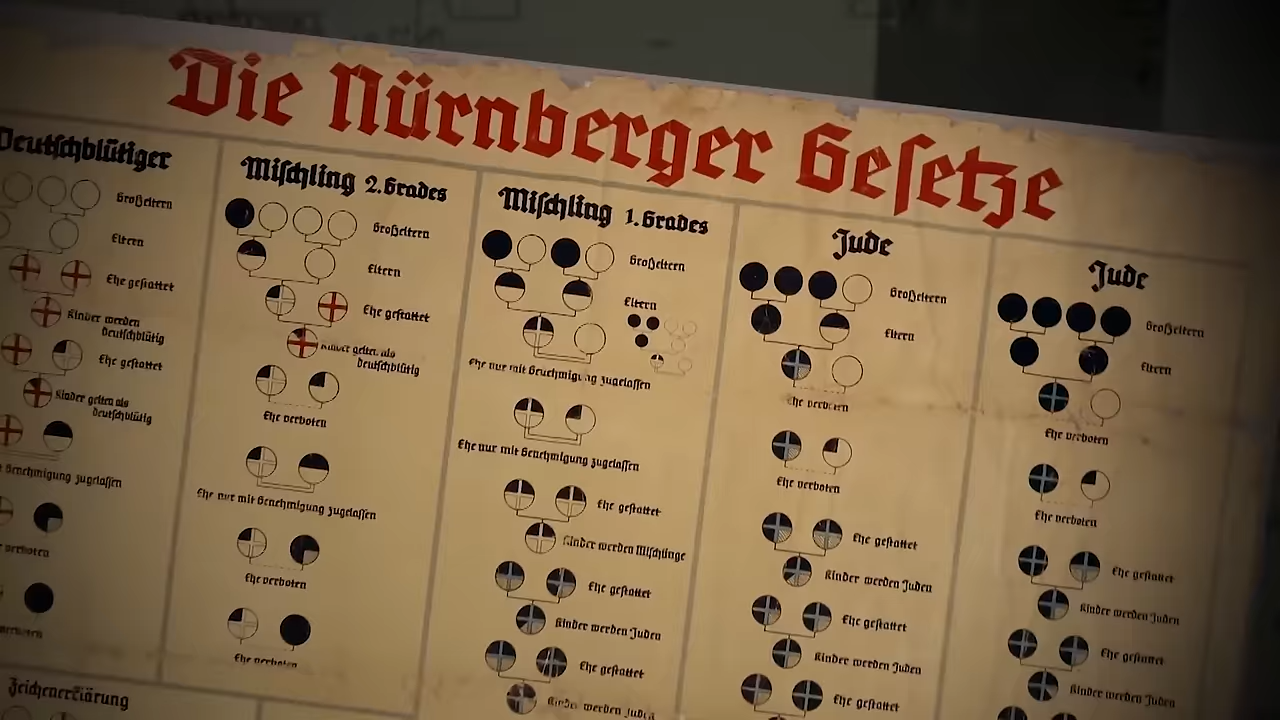 Die Nürnberger Gesetze
Deutschblütiger
Großeltern
Eltern
Ehe gestattet
Kinder werden
deutschblütig
Ehe gestattet
Kinder gelten als
deutschblütig
Genehmigung zugelassen
verboten
Mischling 2. Grades
Großeltern
Eltern
Ehe gestattet
Kinder gelten als
deutschblütig
Ehe verboten
Ehe nur mit Genehmigung zugelassen
Ehe verboten
Ehe verboten
Mischling 1. Grades
Großeltern
Eltern
Ehe nur mit Genehmigung zugelassen
Ehe nur mit Genehmigung zugelassen
Ehe gestattet
Kinder werden Mischlinge
Ehe gestattet
Kinder werden Juden
Ehe gestattet
Kinder werden Juden
Jude
Großeltern
Eltern
Ehe verboten
Ehe verboten
Ehe gestattet
Kinder werden Juden
Ehe gestattet
Kinder werden Juden
Ehe gestattet
Jude
Großeltern
Eltern
Ehe verboten
Ehe verboten
Ehe gestattet
Kinder werden Juden
Ehe gestattet
Kinder werden Juden
Zeichenerklärung